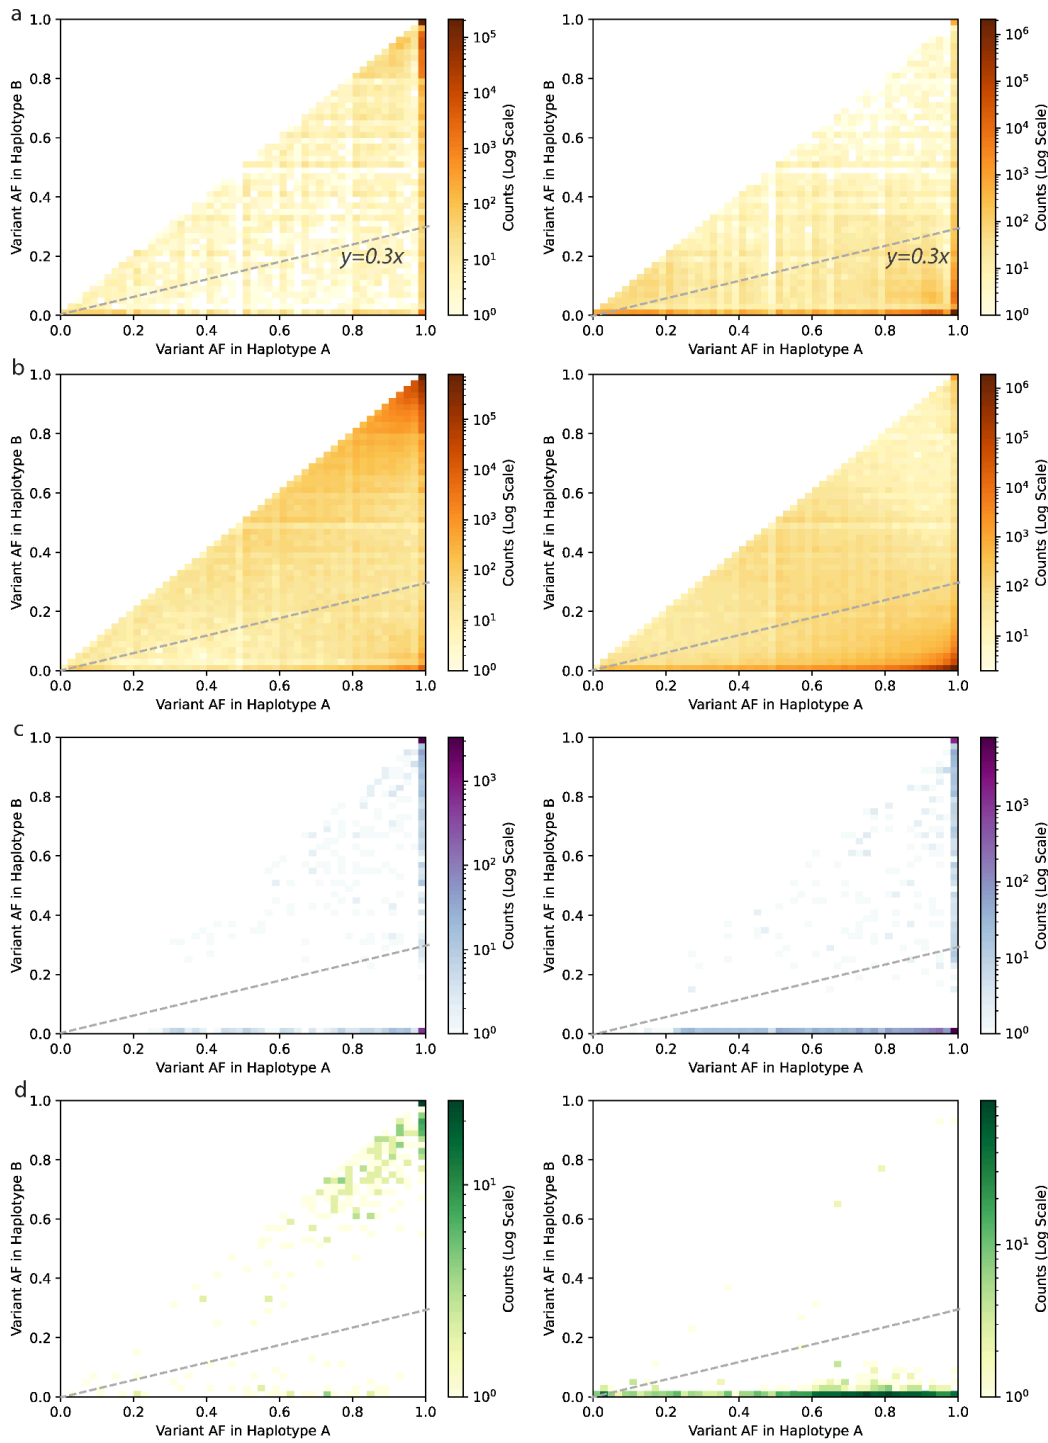 a
1.0
0.8
0.6
0.4
0.2
0.0
Variant AF in Haplotype B
0.0 0.2 0.4 0.6 0.8 1.0
Variant AF in Haplotype A
y=0.3x
10⁵
10⁴
10³
10²
10¹
10⁰
Counts (Log Scale)
1.0
0.8
0.6
0.4
0.2
0.0
Variant AF in Haplotype B
0.0 0.2 0.4 0.6 0.8 1.0
Variant AF in Haplotype A
y=0.3x
10⁶
10⁵
10⁴
10³
10²
10¹
10⁰
Counts (Log Scale)
b
1.0
0.8
0.6
0.4
0.2
0.0
Variant AF in Haplotype B
0.0 0.2 0.4 0.6 0.8 1.0
Variant AF in Haplotype A
10⁵
10⁴
10³
10²
10¹
10⁰
Counts (Log Scale)
1.0
0.8
0.6
0.4
0.2
0.0
Variant AF in Haplotype B
0.0 0.2 0.4 0.6 0.8 1.0
Variant AF in Haplotype A
10⁶
10⁵
10⁴
10³
10²
10¹
Counts (Log Scale)
c
1.0
0.8
0.6
0.4
0.2
0.0
Variant AF in Haplotype B
0.0 0.2 0.4 0.6 0.8 1.0
Variant AF in Haplotype A
10³
10²
10¹
10⁰
Counts (Log Scale)
1.0
0.8
0.6
0.4
0.2
0.0
Variant AF in Haplotype B
0.0 0.2 0.4 0.6 0.8 1.0
Variant AF in Haplotype A
10³
10²
10¹
10⁰
Counts (Log Scale)
d
1.0
0.8
0.6
0.4
0.2
0.0
Variant AF in Haplotype B
0.0 0.2 0.4 0.6 0.8 1.0
Variant AF in Haplotype A
10¹
10⁰
Counts (Log Scale)
1.0
0.8
0.6
0.4
0.2
0.0
Variant AF in Haplotype B
0.0 0.2 0.4 0.6 0.8 1.0
Variant AF in Haplotype A
10¹
10⁰
Counts (Log Scale)